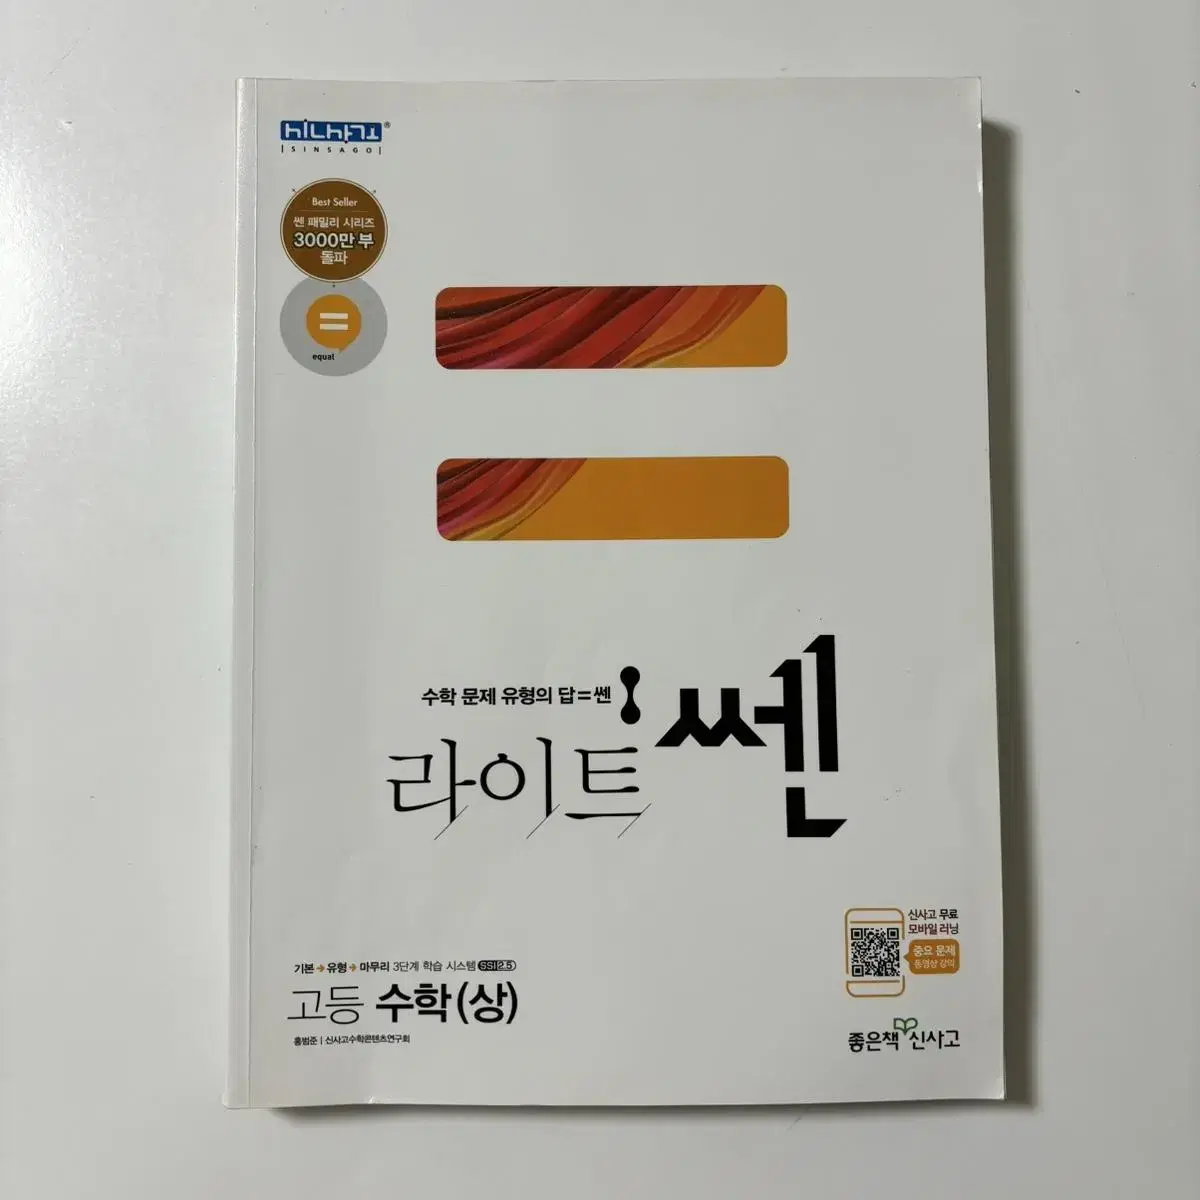 신사고®
SINSAGO
Best Seller
쎈 패밀리 시리즈
3000만 부
돌파
=
equal
수학 문제 유형의 답=쎈
라이트쎈
신사고 무료
모바일 러닝
중요 문제
동영상 강의
기본→유형→마무리 3단계 학습 시스템 SSI 2.5
고등 수학(상)
홍범준 | 신사고수학콘텐츠연구회
좋은책 신사고